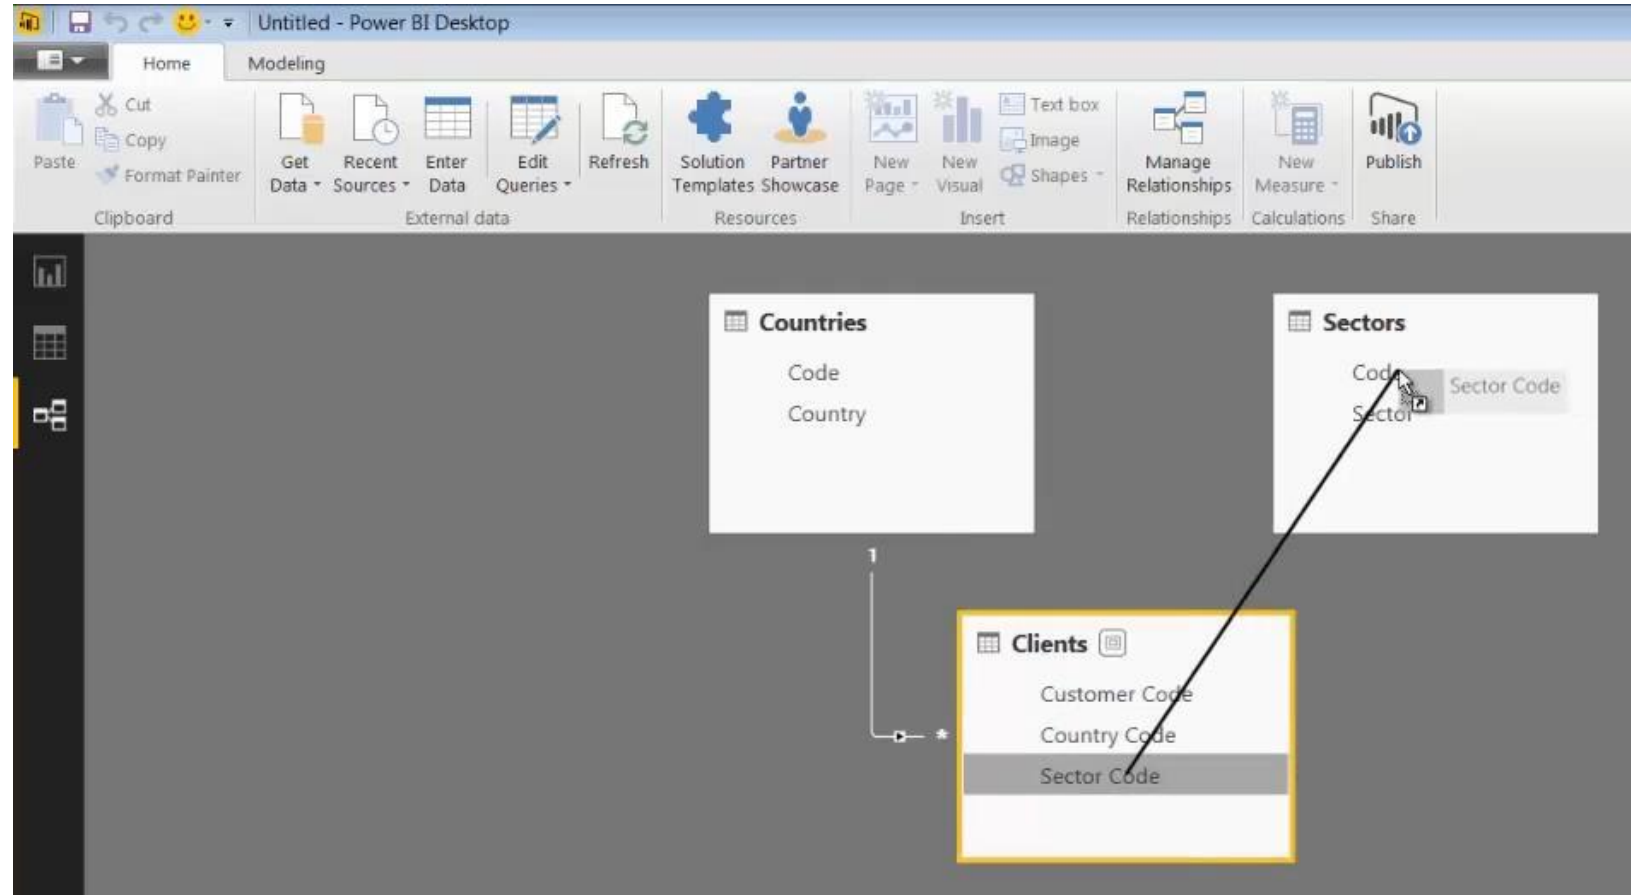 Untitled - Power BI Desktop
Home Modeling
Cut
Copy
Format Painter
Paste
Get Data
Recent Sources
Enter Data
Edit Queries
Refresh
Solution Templates
Partner Showcase
New Page
New Visual
Text box
Image
Shapes
Manage Relationships
New Measure
Publish
Clipboard External data Resources Insert Relationships Calculations Share
Countries
Code
Country
Sectors
Code
Sector Code
Sector
1
Clients
Customer Code
*
Country Code
Sector Code